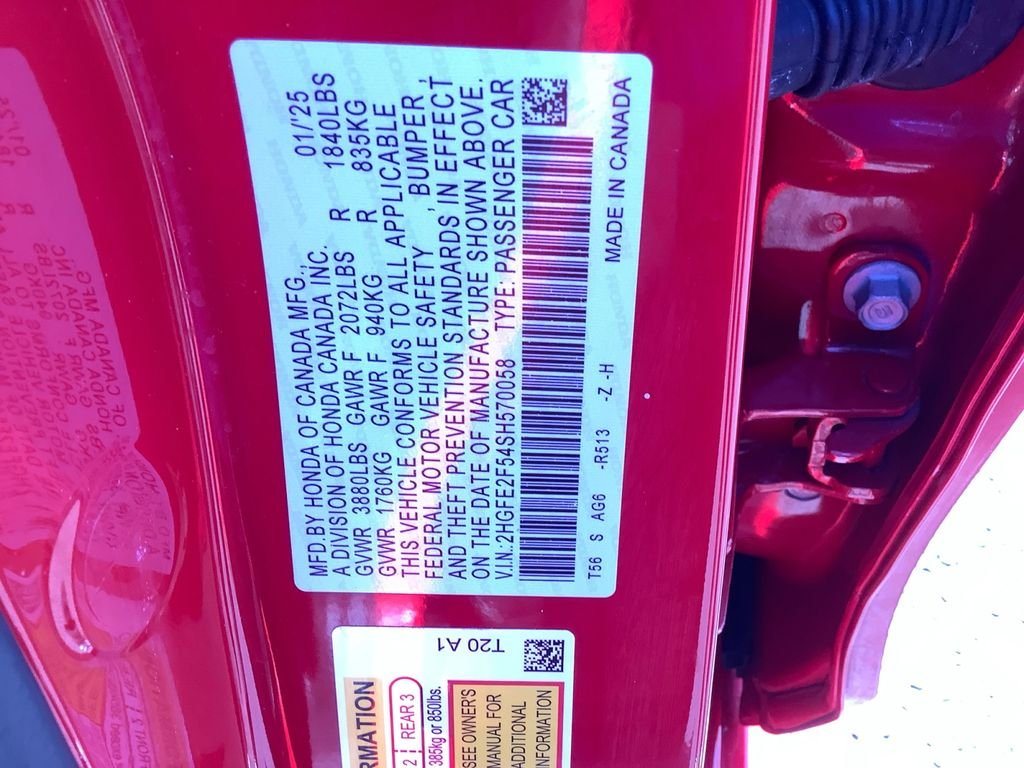 MFD.BY HONDA OF CANADA MFG., 01/'25
A DIVISION OF HONDA CANADA INC.
GVWR 3880LBS GAWR F 2072LBS R 1840LBS
GVWR 1760KG GAWR F 940KG R 835KG
THIS VEHICLE CONFORMS TO ALL APPLICABLE
FEDERAL MOTOR VEHICLE SAFETY , BUMPER ,
AND THEFT PREVENTION STANDARDS, IN EFFECT
ON THE DATE OF MANUFACTURE SHOWN ABOVE.
V.I.N.:2HGFE2F54SH570058 TYPE: PASSENGER CAR
T56 S AG6 -R513 -Z -H
MADE IN CANADA
T20 A1
RMATION
2 REAR 3
385kg or 850lbs.
SEE OWNER'S
MANUAL FOR
ADDITIONAL
INFORMATION